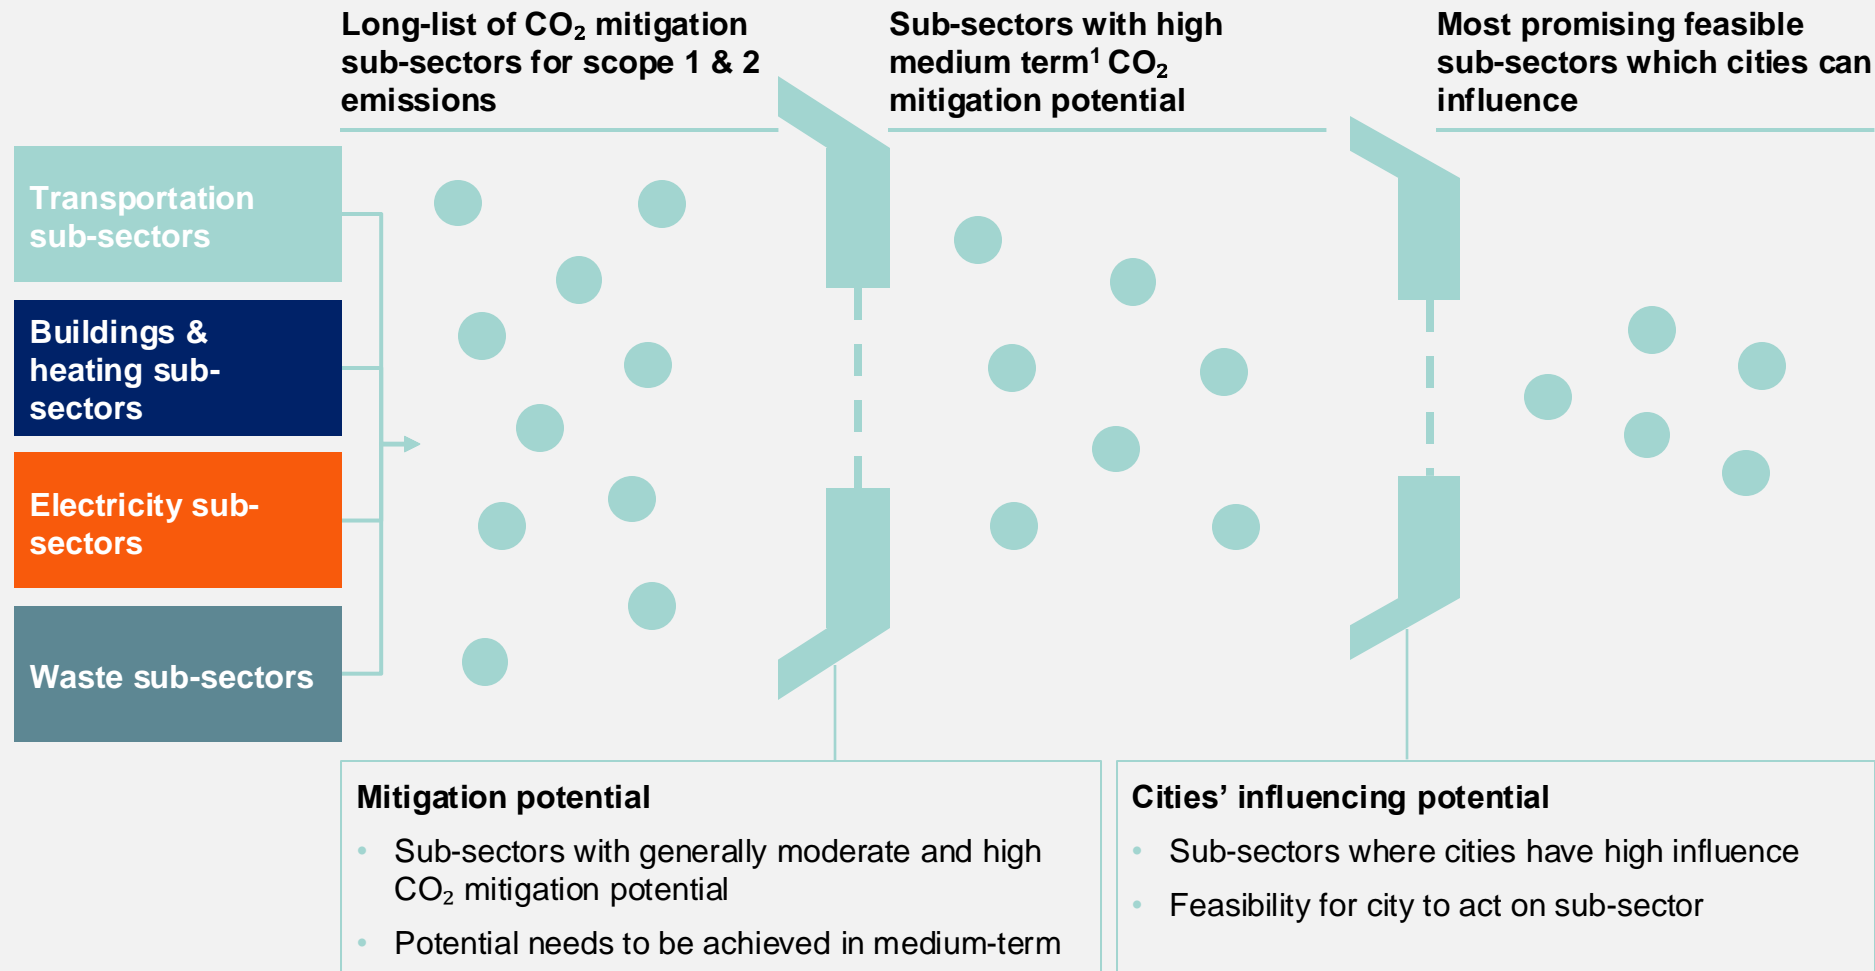 Long-list of CO₂ mitigation
sub-sectors for scope 1 & 2
emissions
Sub-sectors with high
medium term¹ CO₂
mitigation potential
Most promising feasible
sub-sectors which cities can
influence
Transportation
sub-sectors
Buildings &
heating sub-
sectors
Electricity sub-
sectors
Waste sub-sectors
Mitigation potential
• Sub-sectors with generally moderate and high
CO₂ mitigation potential
• Potential needs to be achieved in medium-term
Cities’ influencing potential
• Sub-sectors where cities have high influence
• Feasibility for city to act on sub-sector